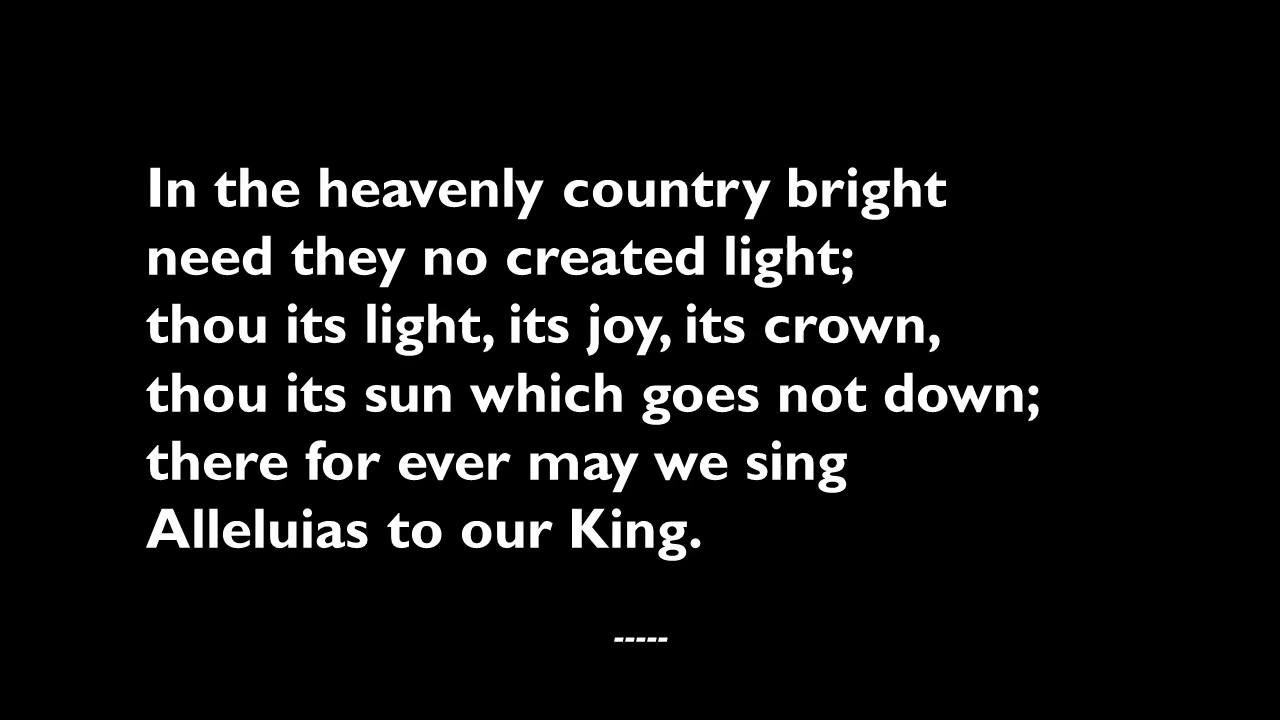 In the heavenly country bright
need they no created light;
thou its light, its joy, its crown,
thou its sun which goes not down;
there for ever may we sing
Alleluias to our King.
-----